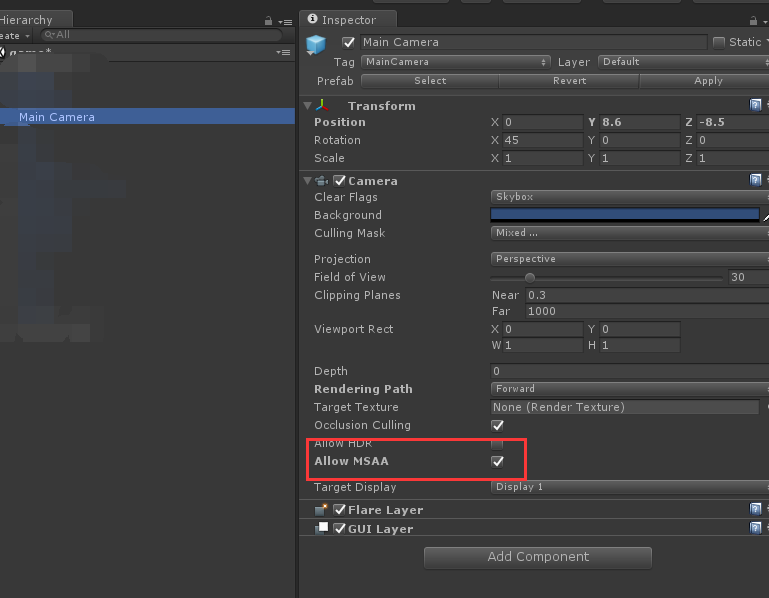 Hierarchy
eate
All
game*
Main Camera
Inspector
Main Camera
Static
Tag MainCamera Layer Default
Prefab Select Revert Apply
Transform
Position X 0 Y 8.6 Z -8.5
Rotation X 45 Y 0 Z 0
Scale X 1 Y 1 Z 1
Camera
Clear Flags Skybox
Background
Culling Mask Mixed ...
Projection Perspective
Field of View 30
Clipping Planes Near 0.3
Far 1000
Viewport Rect X 0 Y 0
W 1 H 1
Depth 0
Rendering Path Forward
Target Texture None (Render Texture)
Occlusion Culling
Allow HDR
Allow MSAA
Target Display Display 1
Flare Layer
GUI Layer
Add Component